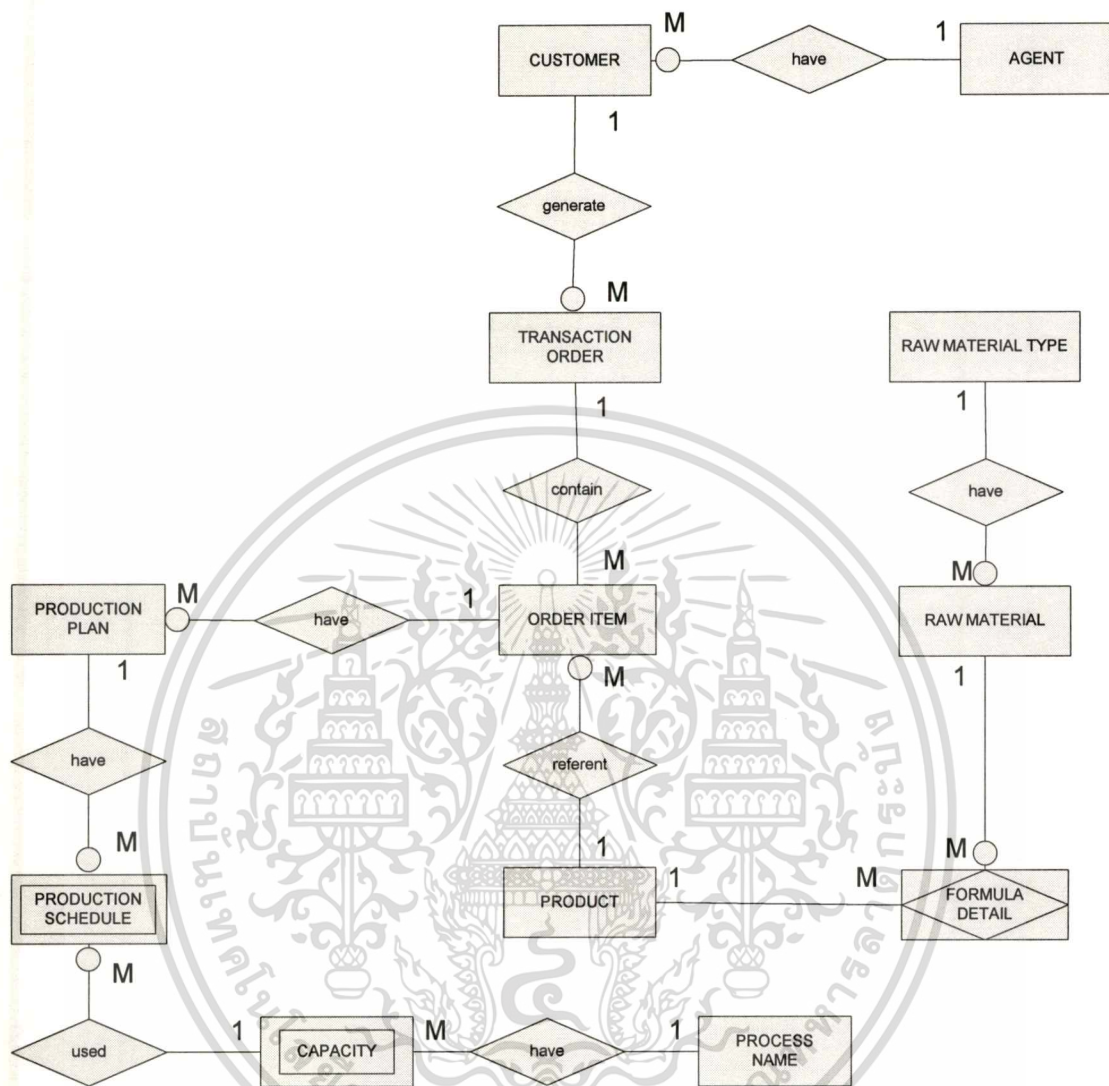 CUSTOMER
M
have
1
AGENT
1
generate
M
TRANSACTION
ORDER
RAW MATERIAL TYPE
1
1
contain
have
M
M
PRODUCTION
PLAN
M
have
1
ORDER ITEM
RAW MATERIAL
1
M
1
have
referent
M
1
M
PRODUCTION
SCHEDULE
PRODUCT
1
M
FORMULA
DETAIL
M
used
1
CAPACITY
M
have
1
PROCESS
NAME